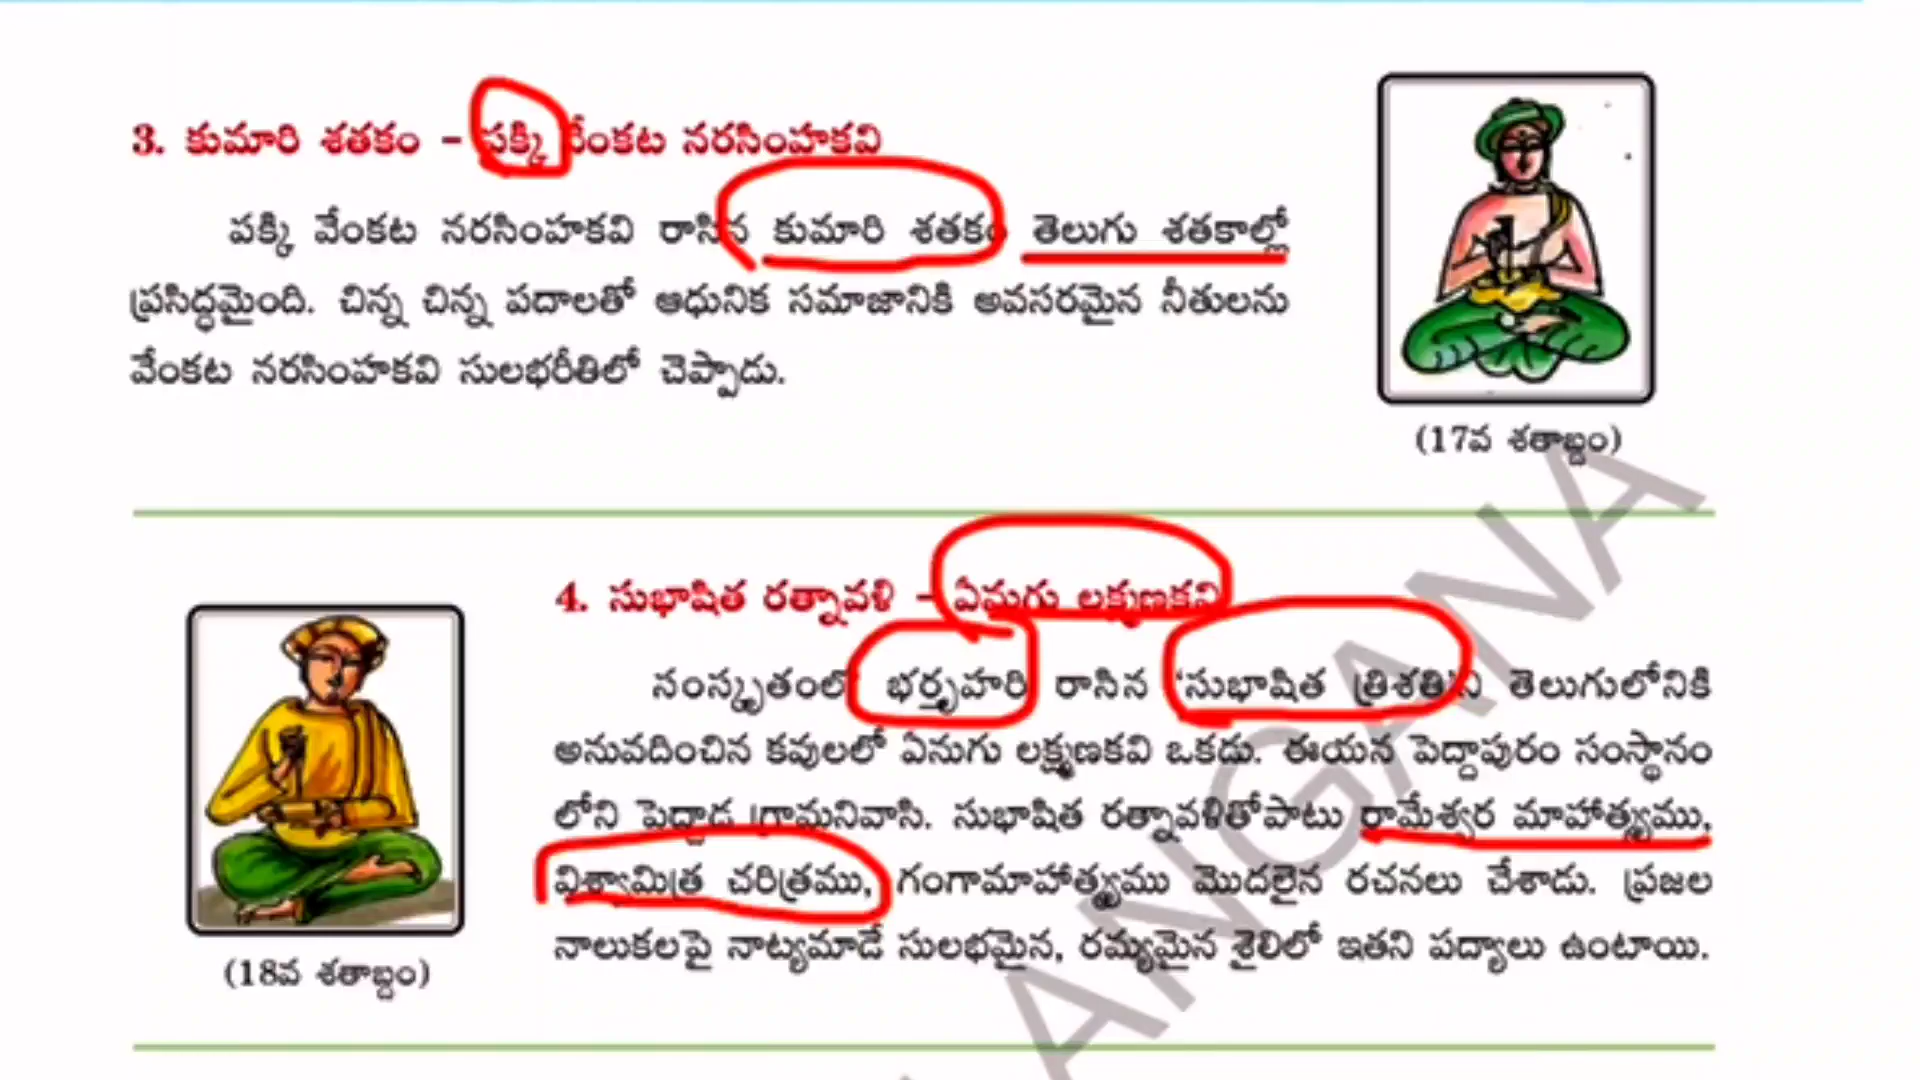 3. కుమారి శతకం - పక్కి వేంకట నరసింహకవి
పక్కి వేంకట నరసింహకవి రాసిన కుమారి శతకం తెలుగు శతకాల్లో
ప్రసిద్ధమైంది. చిన్న చిన్న పదాలతో ఆధునిక సమాజానికి అవసరమైన నీతులను
వేంకట నరసింహకవి సులభరీతిలో చెప్పాడు.
(17వ శతాబ్దం)
4. సుభాషిత రత్నావళి - ఏనుగు లక్ష్మణకవి
సంస్కృతంలో భర్తృహరి రాసిన 'సుభాషిత త్రిశతి'ని తెలుగులోనికి
అనువదించిన కవులలో ఏనుగు లక్ష్మణకవి ఒకడు. ఈయన పెద్దాపురం సంస్థానం
లోని పెద్దాడ గ్రామనివాసి. సుభాషిత రత్నావళితోపాటు రామేశ్వర మాహాత్మ్యము,
విశ్వామిత్ర చరిత్రము, గంగామాహాత్మ్యము మొదలైన రచనలు చేశాడు. ప్రజల
నాలుకలపై నాట్యమాడే సులభమైన, రమ్యమైన శైలిలో ఇతని పద్యాలు ఉంటాయి.
(18వ శతాబ్దం)
ANGANA